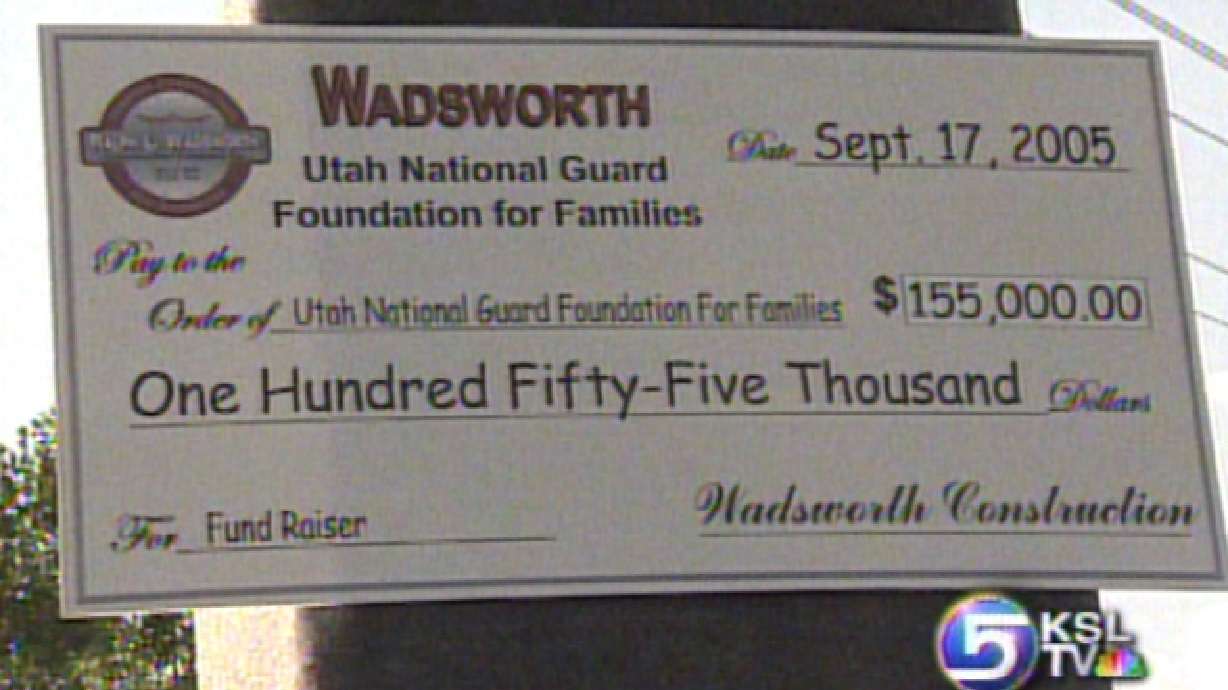 WADSWORTH
Utah National Guard
Foundation for Families
Date Sept. 17, 2005
Pay to the
Order of Utah National Guard Foundation For Families $ 155,000.00
One Hundred Fifty-Five Thousand Dollars
For Fund Raiser
Wadsworth Construction
5 KSL
TV